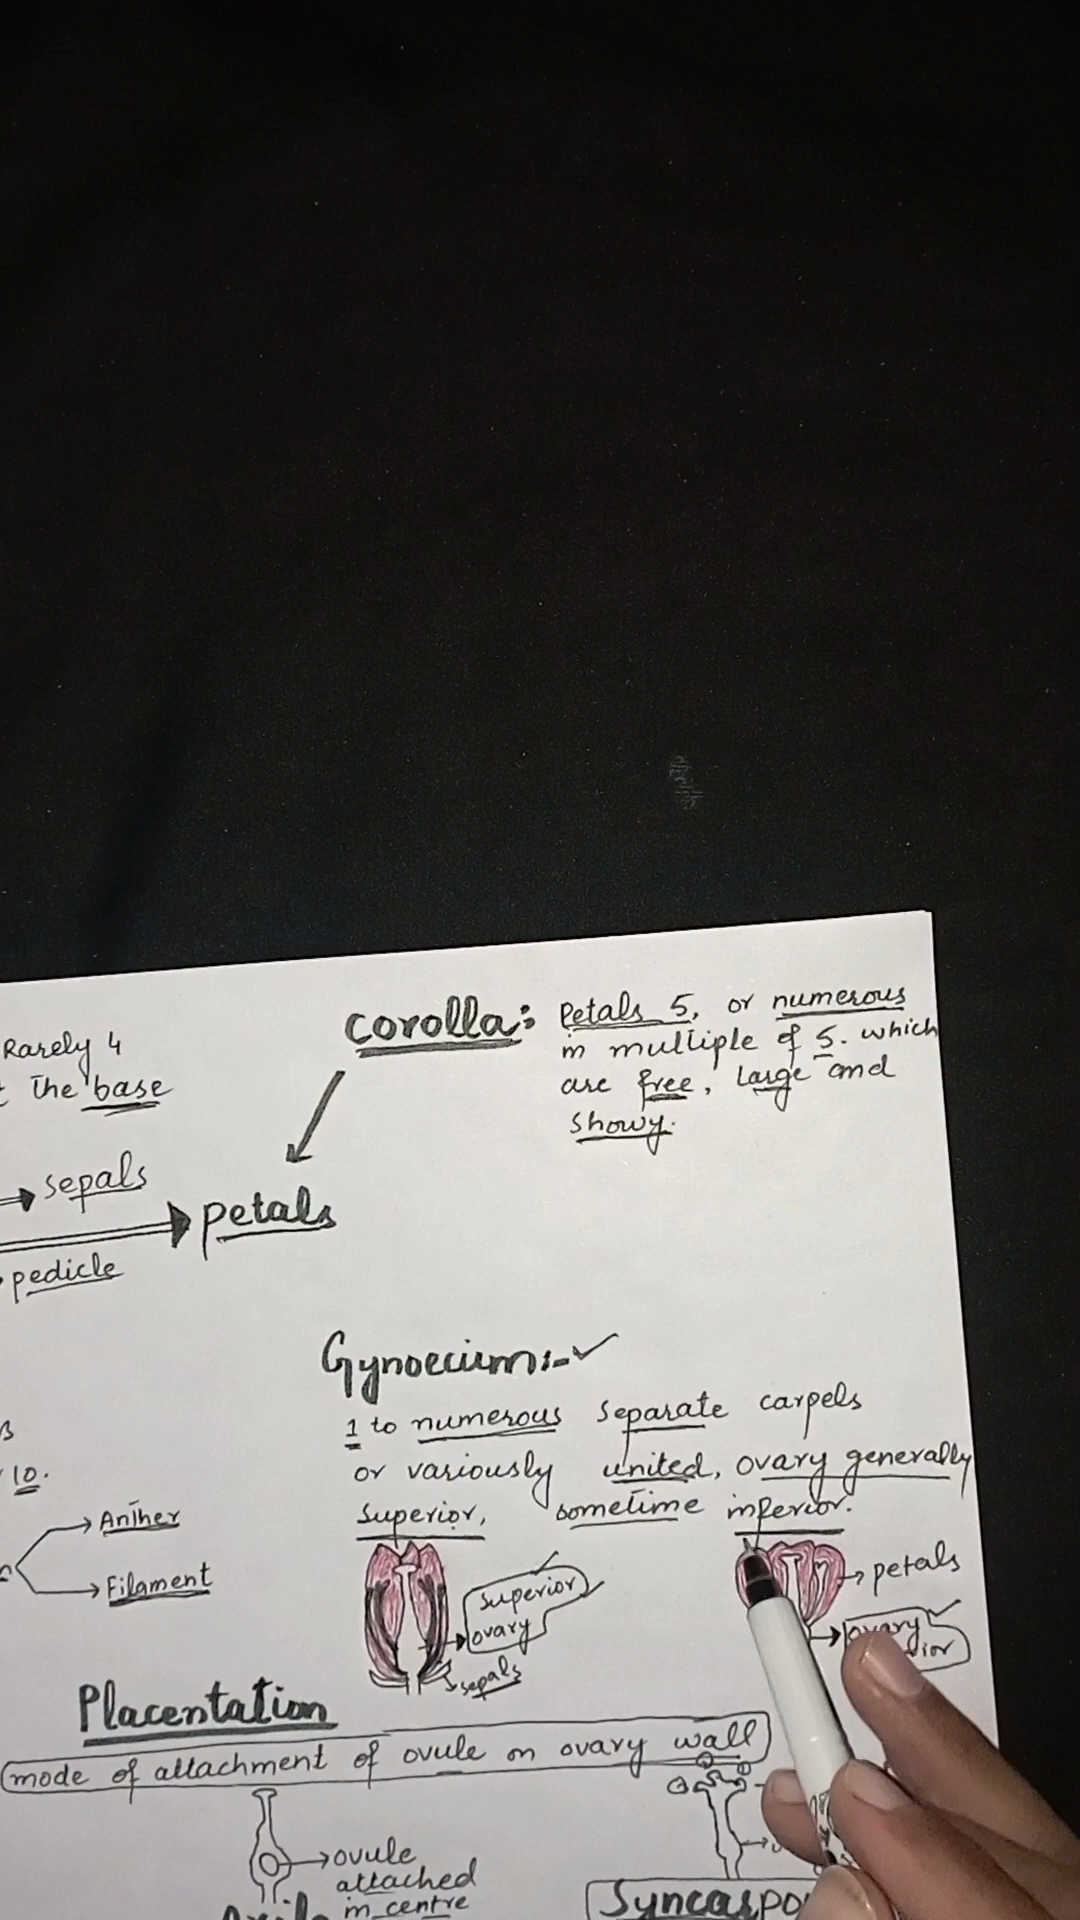 Rarely 4
the base
sepals
petals
pedicle
corolla:
Petals 5, or numerous
in multiple of 5. which
are free, Large and
showy.
10.
Anther
Filament
Gynoecium:-
1 to numerous separate carpels
or variously united, ovary generally
superior, sometime inferior.
superior
ovary
sepals
petals
ovary
Placentation
mode of attachment of ovule on ovary wall
ovule
attached
in centre